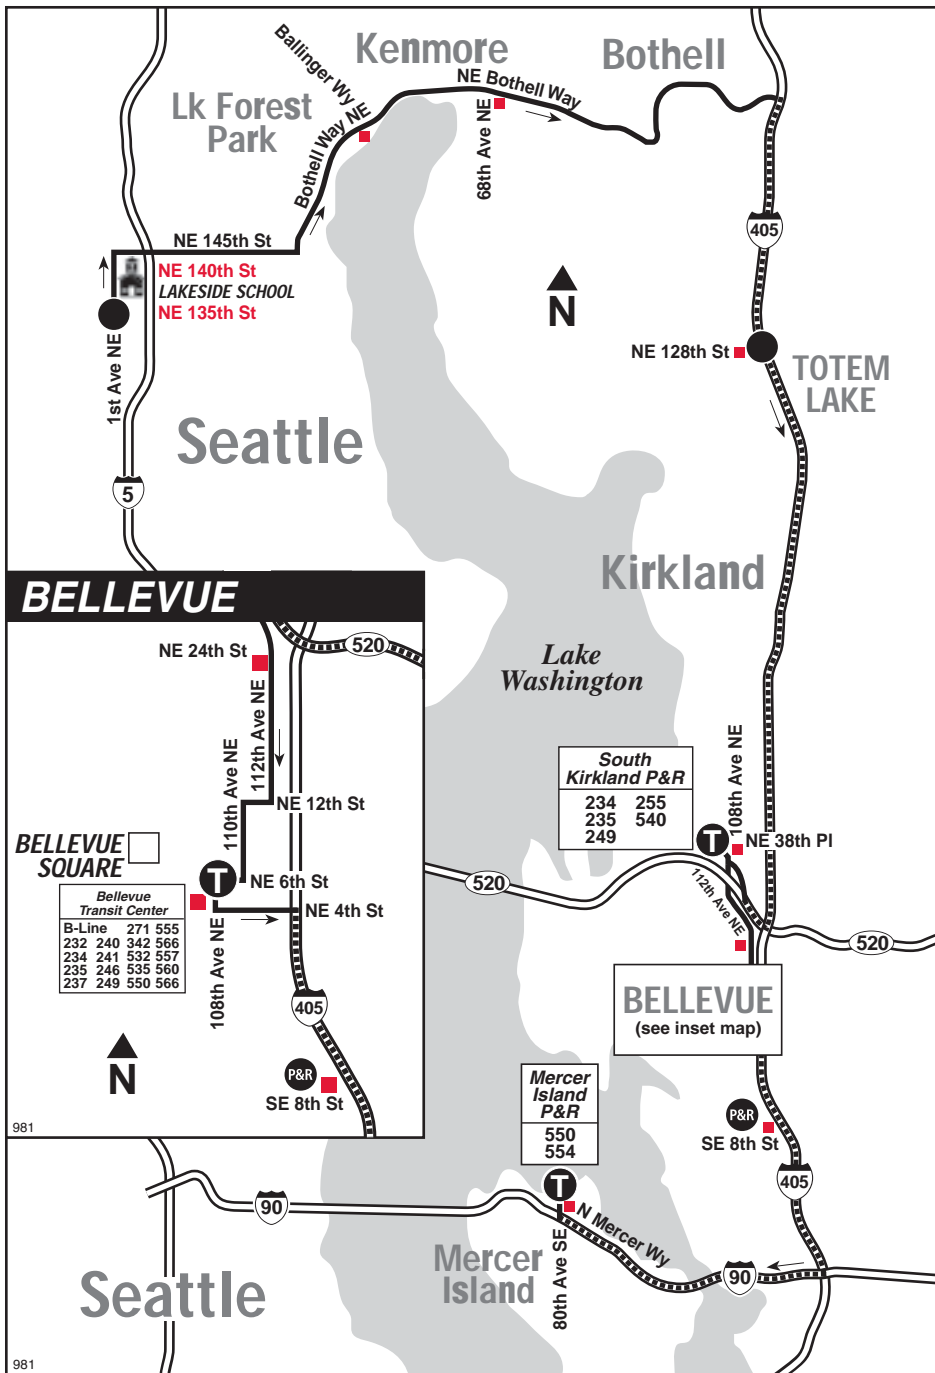 Kenmore
Bothell
Ballinger Wy
NE Bothell Way
Lk Forest
Park
Bothell Way NE
68th Ave NE
405
NE 145th St
NE 140th St
LAKESIDE SCHOOL
NE 135th St
1st Ave NE
N
NE 128th St
TOTEM
LAKE
Seattle
5
Kirkland
BELLEVUE
520
NE 24th St
112th Ave NE
110th Ave NE
NE 12th St
BELLEVUE
SQUARE
T
NE 6th St
NE 4th St
Bellevue
Transit Center
B-Line 271 555
232 240 342 566
234 241 532 557
235 246 535 560
237 249 550 566
108th Ave NE
405
N
P&R
SE 8th St
981
Lake
Washington
South
Kirkland P&R
234 255
235 540
249
108th Ave NE
T
NE 38th Pl
112th Ave NE
520
520
BELLEVUE
(see inset map)
Mercer
Island
P&R
550
554
P&R
SE 8th St
405
T
90
N Mercer Wy
80th Ave SE
Mercer
Island
90
Seattle
981